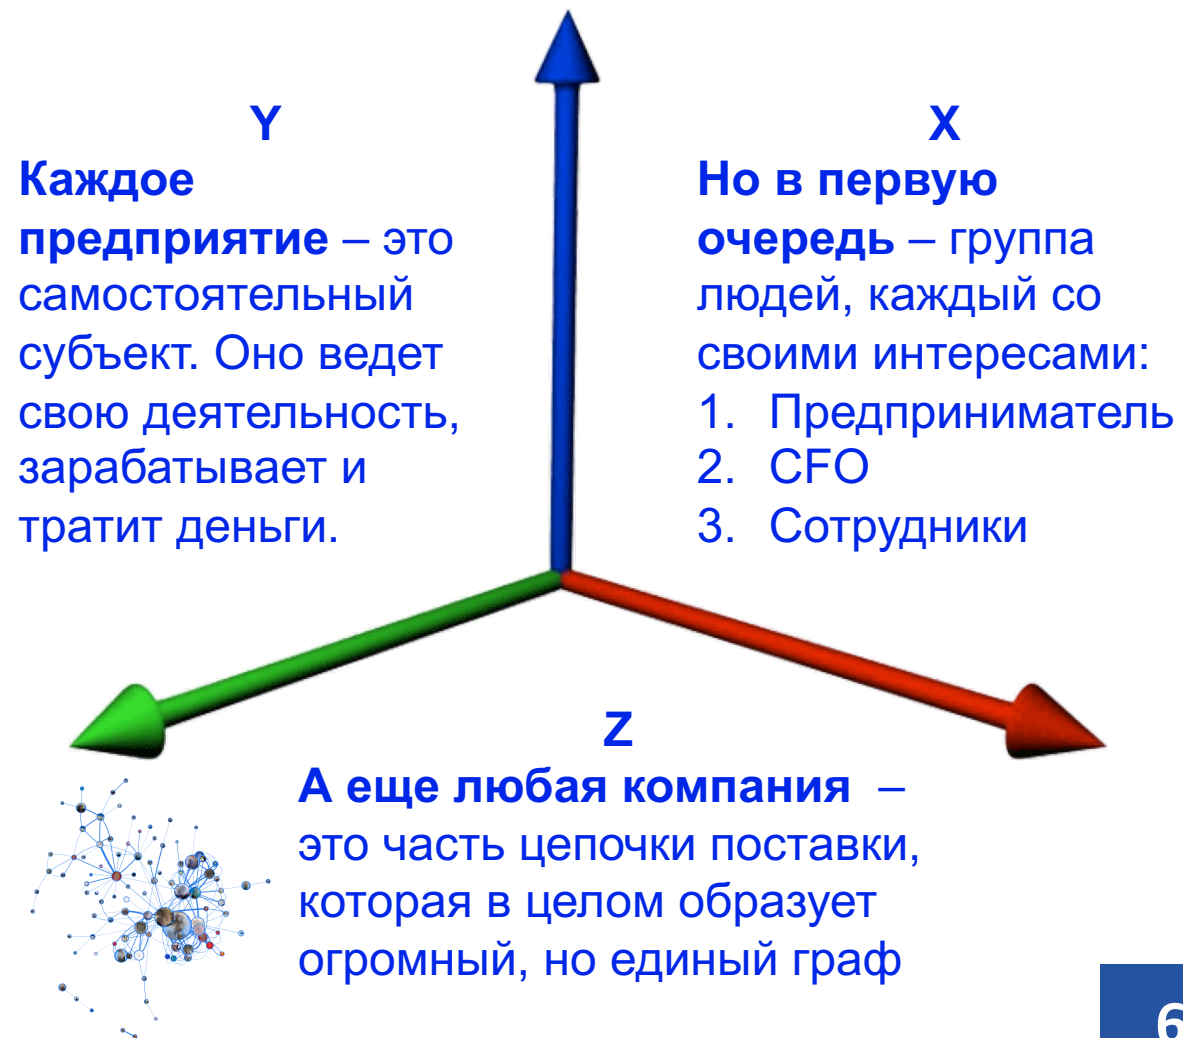 Y
Каждое
предприятие – это
самостоятельный
субъект. Оно ведет
свою деятельность,
зарабатывает и
тратит деньги.
X
Но в первую
очередь – группа
людей, каждый со
своими интересами:
1. Предприниматель
2. CFO
3. Сотрудники
Z
А еще любая компания –
это часть цепочки поставки,
которая в целом образует
огромный, но единый граф
6